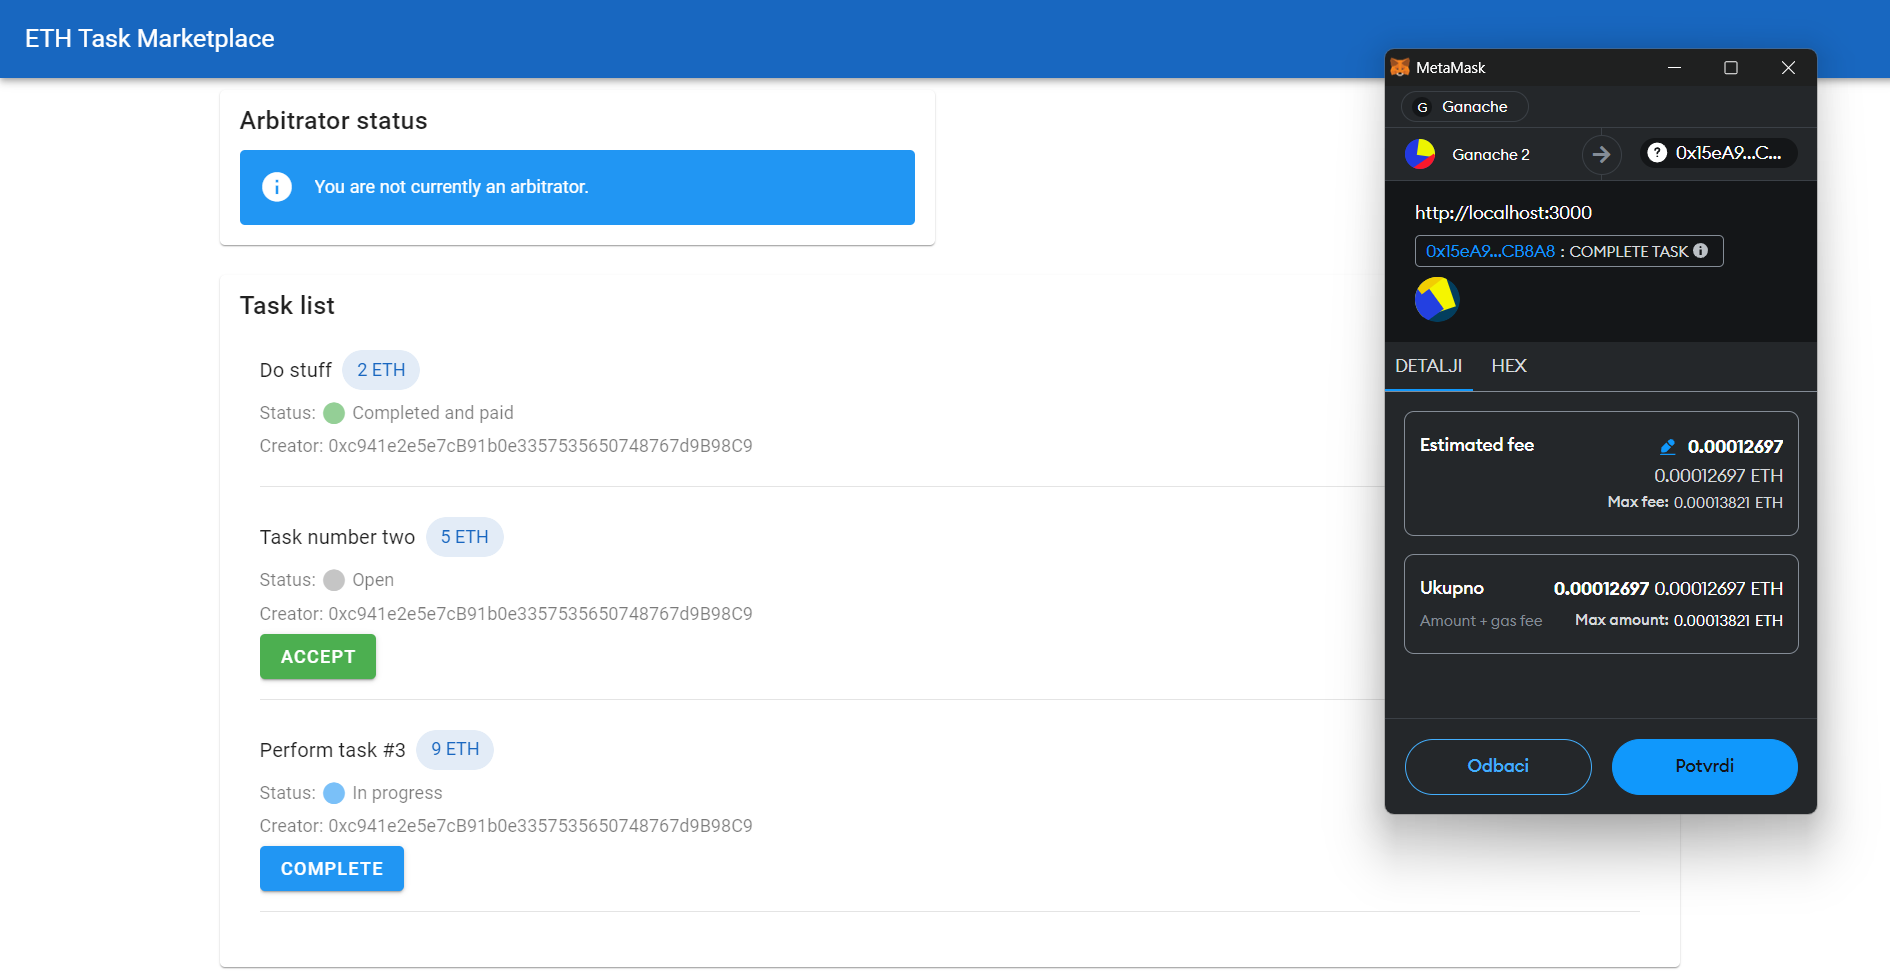 ETH Task Marketplace
Arbitrator status
You are not currently an arbitrator.
Task list
Do stuff 2 ETH
Status: Completed and paid
Creator: 0xc941e2e5e7cB91b0e3357535650748767d9B98C9
Task number two 5 ETH
Status: Open
Creator: 0xc941e2e5e7cB91b0e3357535650748767d9B98C9
ACCEPT
Perform task #3 9 ETH
Status: In progress
Creator: 0xc941e2e5e7cB91b0e3357535650748767d9B98C9
COMPLETE
MetaMask
G Ganache
Ganache 2 ? 0x15eA9...C...
http://localhost:3000
0x15eA9...CB8A8 : COMPLETE TASK
DETALJI HEX
Estimated fee 0.00012697
0.00012697 ETH
Max fee: 0.00013821 ETH
Ukupno 0.00012697 0.00012697 ETH
Amount + gas fee Max amount: 0.00013821 ETH
Odbaci Potvrdi